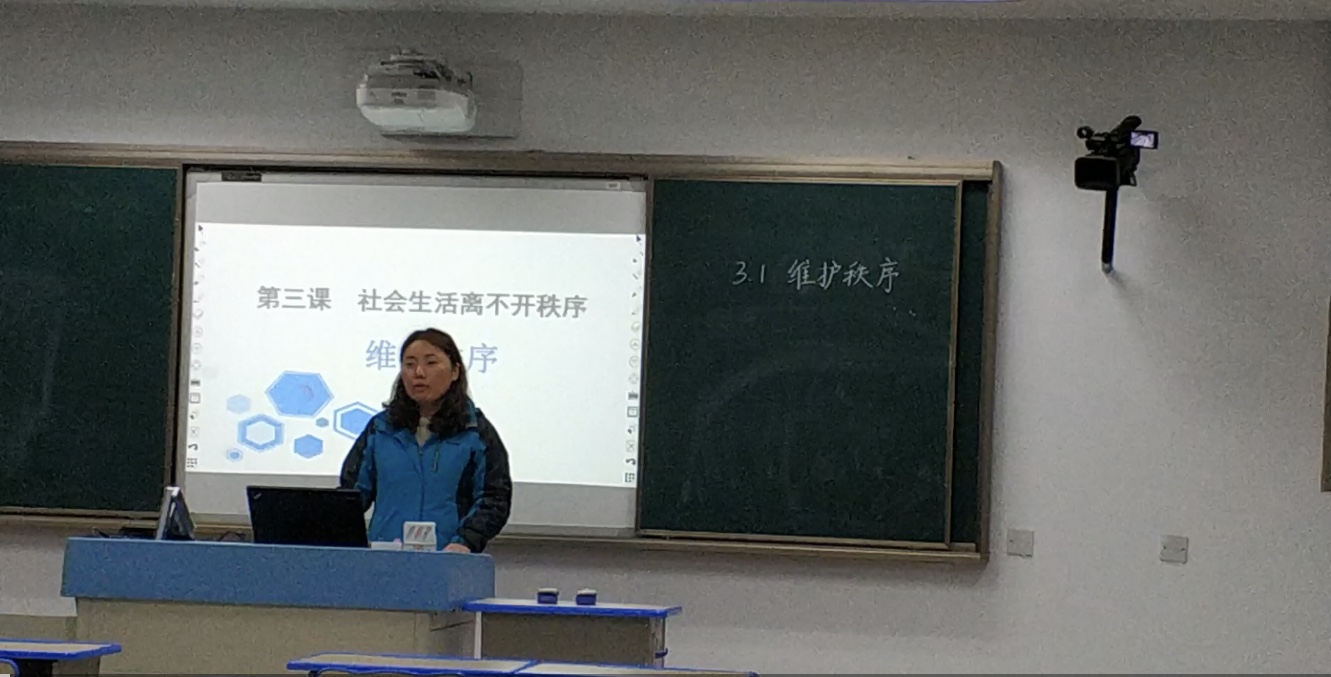 第三课 社会生活离不开秩序
维 序
3.1 维护秩序